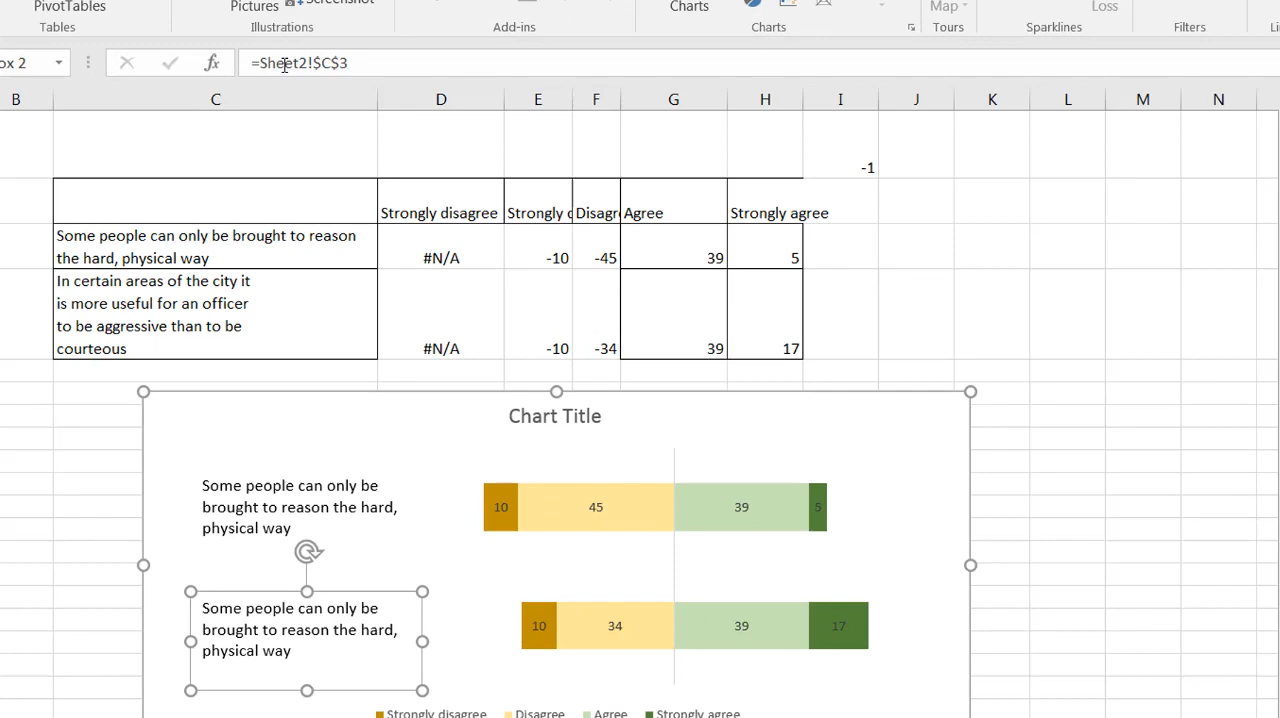 PivotTables
Pictures
Screenshot
Charts
Map
Loss
Tables
Illustrations
Add-ins
Charts
Tours
Sparklines
Filters
ox 2
fx
=Sheet2!$C$3
B C D E F G H I J K L M N
-1
Strongly disagree Strongly d Disagr Agree Strongly agree
Some people can only be brought to reason
the hard, physical way
#N/A -10 -45 39 5
In certain areas of the city it
is more useful for an officer
to be aggressive than to be
courteous
#N/A -10 -34 39 17
Chart Title
Some people can only be
brought to reason the hard,
physical way
10 45 39 5
Some people can only be
brought to reason the hard,
physical way
10 34 39 17
Strongly disagree Disagree Agree Strongly agree